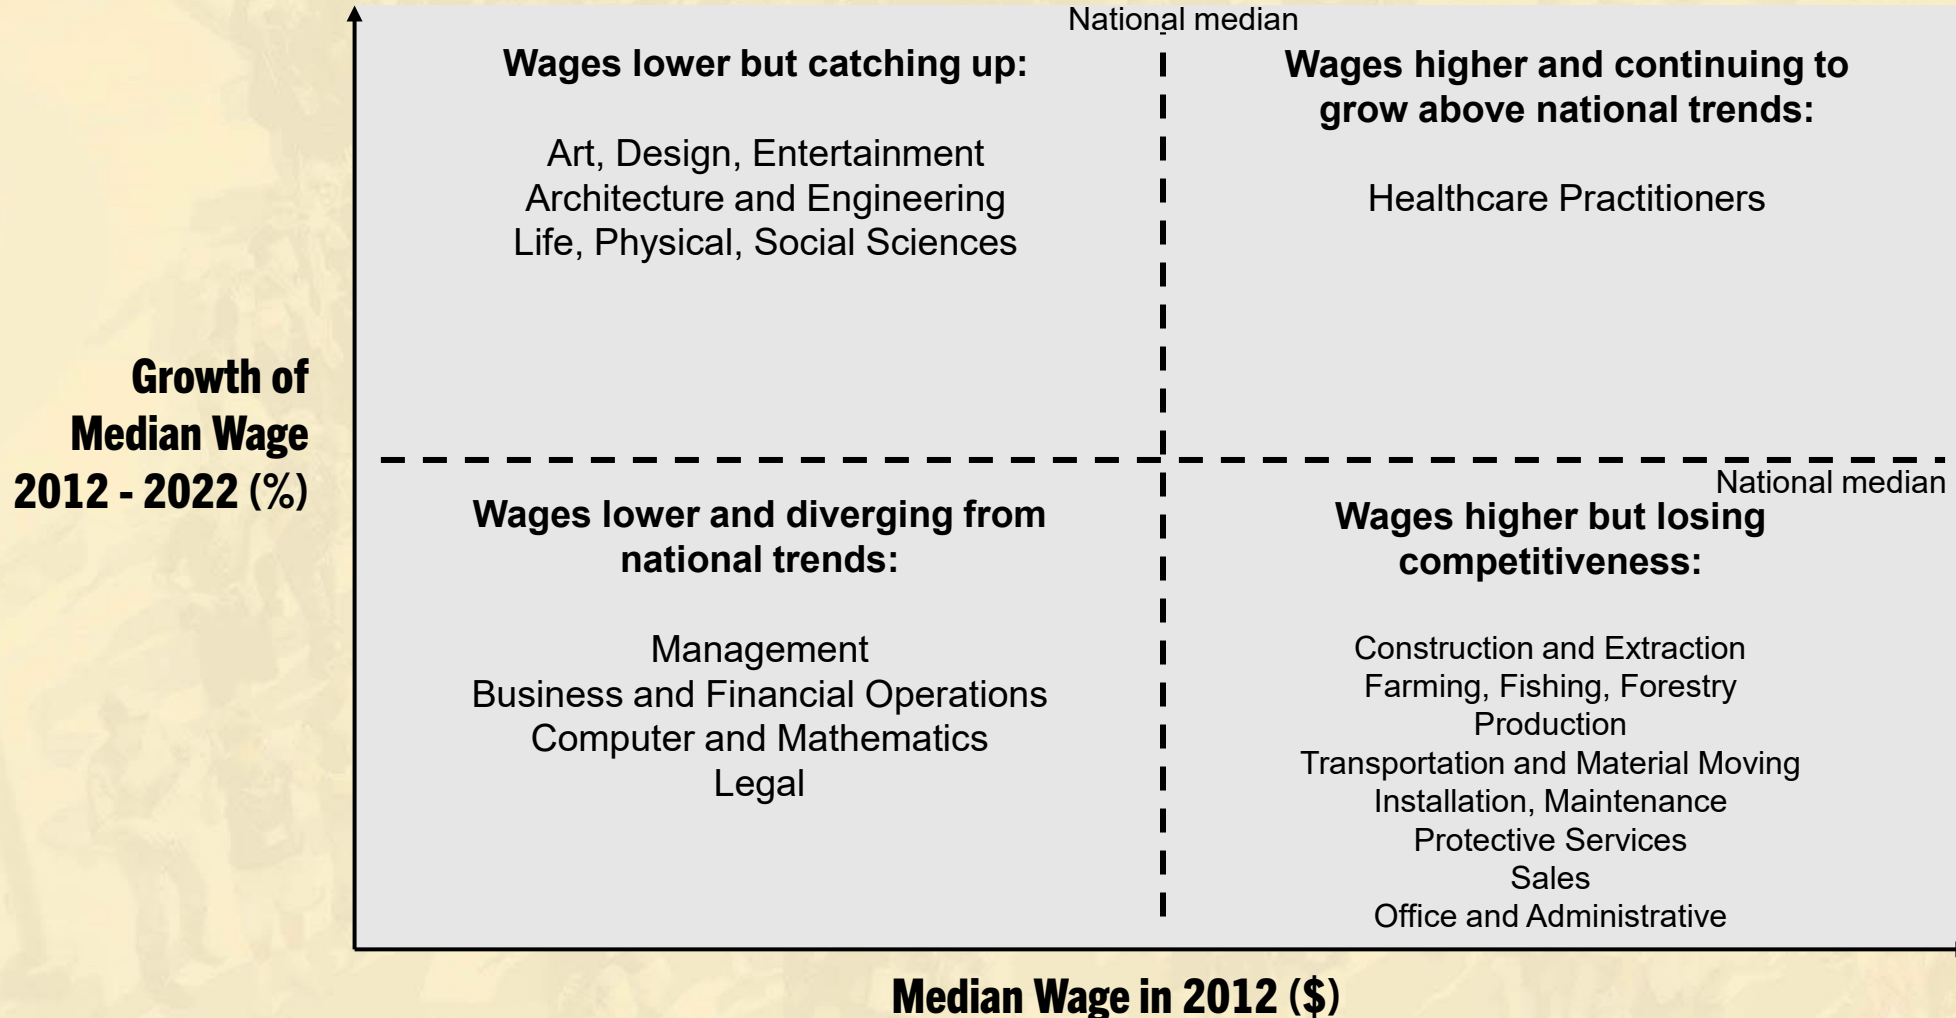 National median
Wages lower but catching up:
Art, Design, Entertainment
Architecture and Engineering
Life, Physical, Social Sciences
Wages higher and continuing to
grow above national trends:
Healthcare Practitioners
Growth of
Median Wage
2012 - 2022 (%)
National median
Wages lower and diverging from
national trends:
Management
Business and Financial Operations
Computer and Mathematics
Legal
Wages higher but losing
competitiveness:
Construction and Extraction
Farming, Fishing, Forestry
Production
Transportation and Material Moving
Installation, Maintenance
Protective Services
Sales
Office and Administrative
Median Wage in 2012 ($)